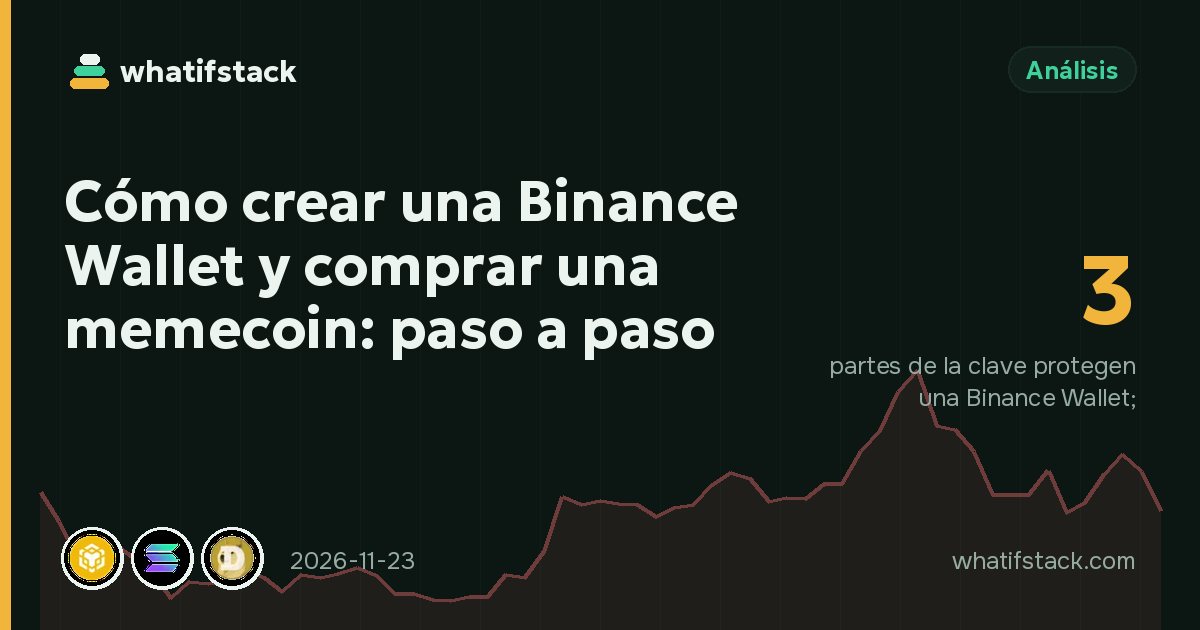 whatifstack
Análisis
Cómo crear una Binance
Wallet y comprar una
memecoin: paso a paso
3
partes de la clave protegen
una Binance Wallet;
2026-11-23
whatifstack.com